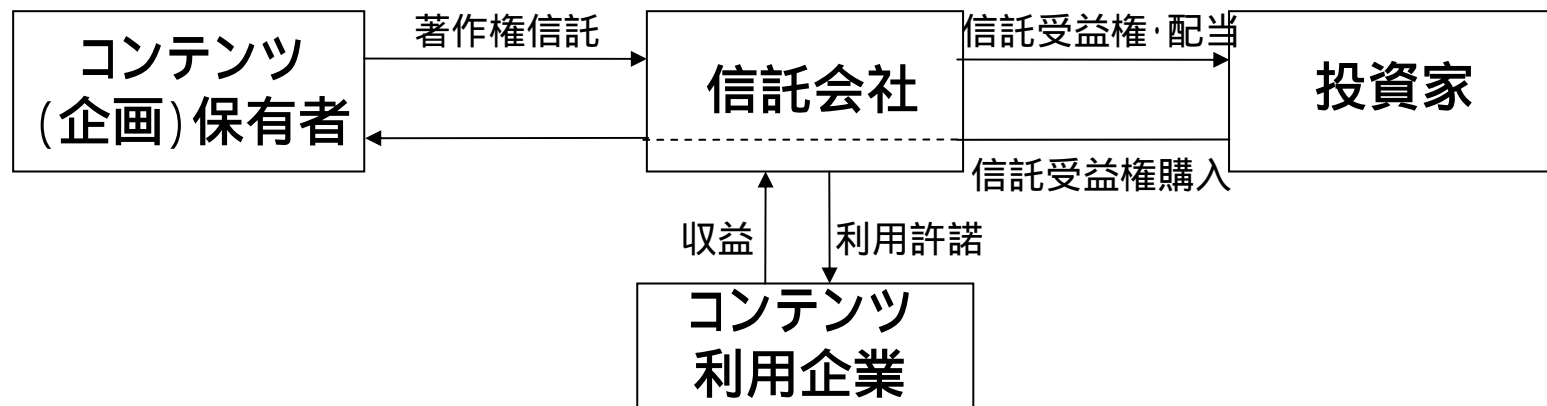 コンテンツ
(企画)保有者
著作権信託
信託会社
信託受益権・配当
投資家
信託受益権購入
収益
利用許諾
コンテンツ
利用企業